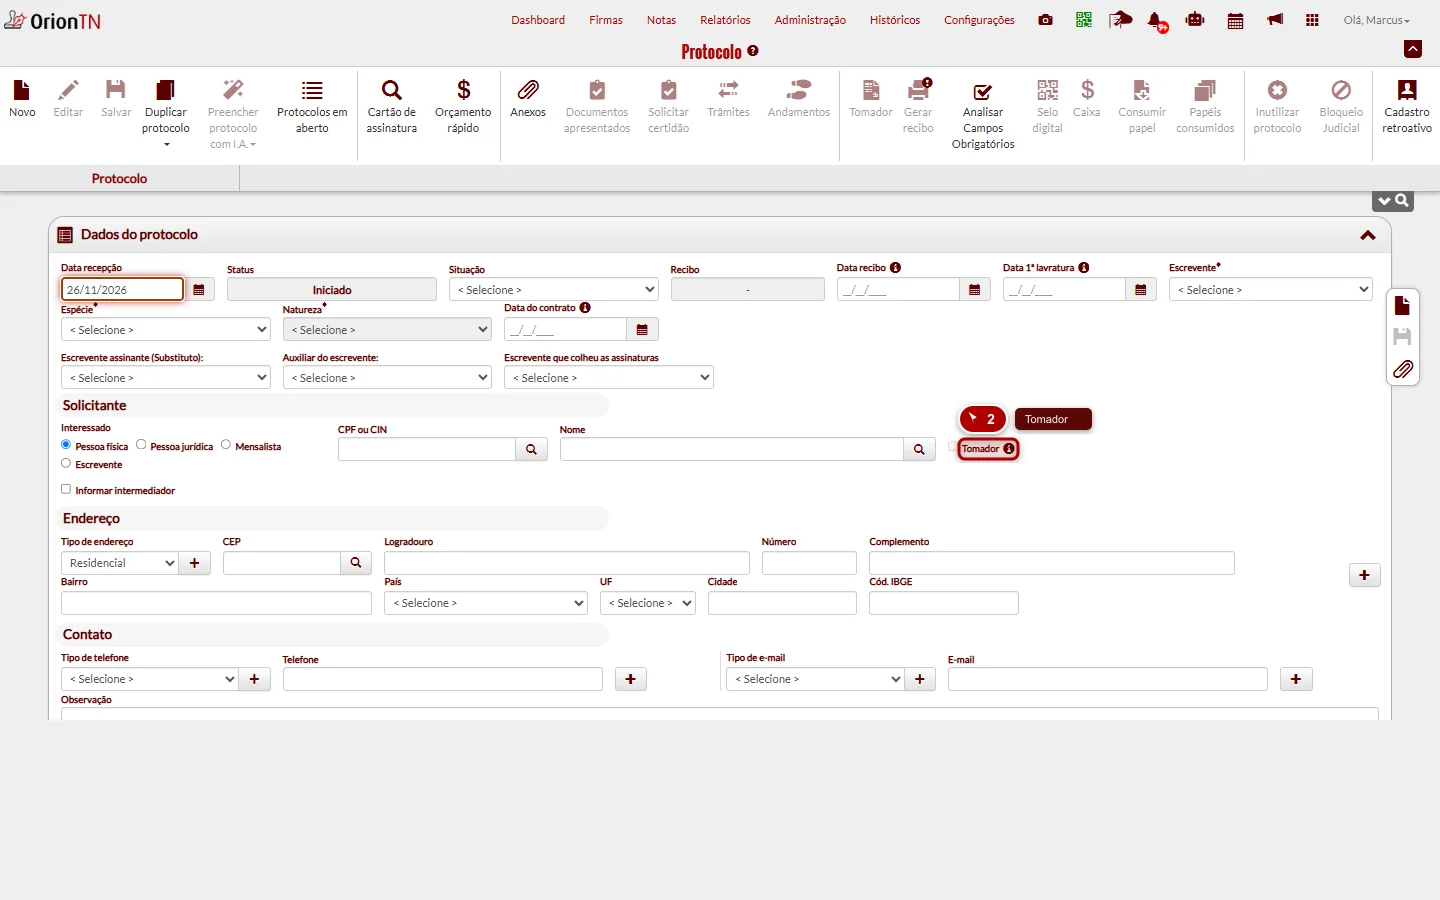 OrionTN
Dashboard Firmas Notas Relatórios Administração Históricos Configurações 9+ Olá, Marcus
Protocolo
Novo
Editar
Salvar
Duplicar protocolo
Preencher protocolo com I.A.
Protocolos em aberto
Cartão de assinatura
Orçamento rápido
Anexos
Documentos apresentados
Solicitar certidão
Trâmites
Andamentos
Tomador
Gerar recibo
Analisar Campos Obrigatórios
Selo digital
Caixa
Consumir papel
Papéis consumidos
Inutilizar protocolo
Bloqueio Judicial
Cadastro retroativo
Protocolo
Dados do protocolo
Data recepção Status Situação Recibo Data recibo Data 1ª lavratura Escrevente*
26/11/2026 Iniciado < Selecione > - __/__/____ __/__/____ < Selecione >
Espécie* Natureza* Data do contrato
< Selecione > < Selecione > __/__/____
Escrevente assinante (Substituto): Auxiliar do escrevente: Escrevente que colheu as assinaturas
< Selecione > < Selecione > < Selecione >
Solicitante
2 Tomador
Interessado CPF ou CIN Nome
Pessoa física Pessoa jurídica Mensalista Tomador
Escrevente
Informar intermediador
Endereço
Tipo de endereço CEP Logradouro Número Complemento
Residencial
Bairro País UF Cidade Cód. IBGE
< Selecione > < Selecione >
Contato
Tipo de telefone Telefone Tipo de e-mail E-mail
< Selecione > < Selecione >
Observação